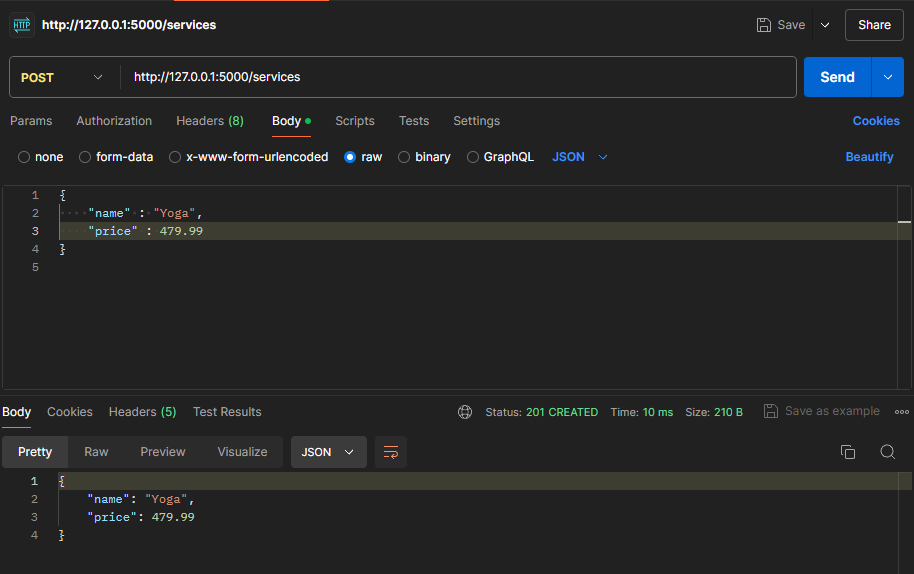 HTTP http://127.0.0.1:5000/services Save Share
POST http://127.0.0.1:5000/services Send
Params Authorization Headers (8) Body Scripts Tests Settings Cookies
none form-data x-www-form-urlencoded raw binary GraphQL JSON Beautify
1 {
2 "name" : "Yoga",
3 "price" : 479.99
4 }
5
Body Cookies Headers (5) Test Results Status: 201 CREATED Time: 10 ms Size: 210 B Save as example
Pretty Raw Preview Visualize JSON
1 {
2 "name": "Yoga",
3 "price": 479.99
4 }